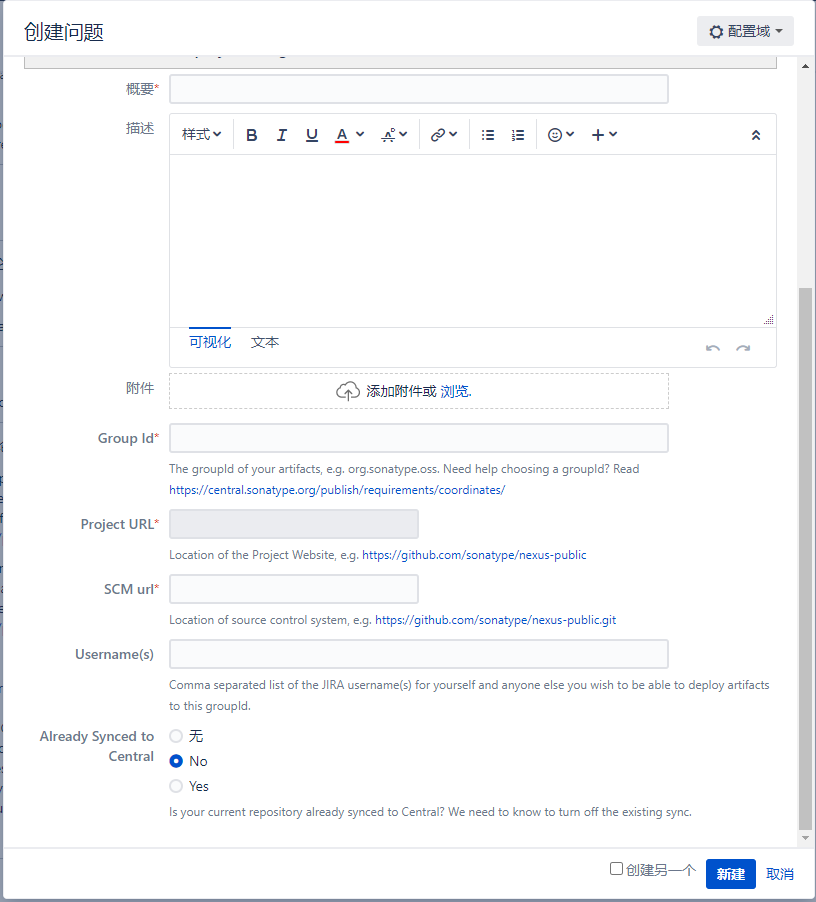 创建问题
配置域
概要*
描述
样式
B I U A
可视化 文本
附件
添加附件或 浏览.
Group Id*
The groupId of your artifacts, e.g. org.sonatype.oss. Need help choosing a groupId? Read
https://central.sonatype.org/publish/requirements/coordinates/
Project URL*
Location of the Project Website, e.g. https://github.com/sonatype/nexus-public
SCM url*
Location of source control system, e.g. https://github.com/sonatype/nexus-public.git
Username(s)
Comma separated list of the JIRA username(s) for yourself and anyone else you wish to be able to deploy artifacts
to this groupId.
Already Synced to
Central
无
No
Yes
Is your current repository already synced to Central? We need to know to turn off the existing sync.
创建另一个
新建
取消